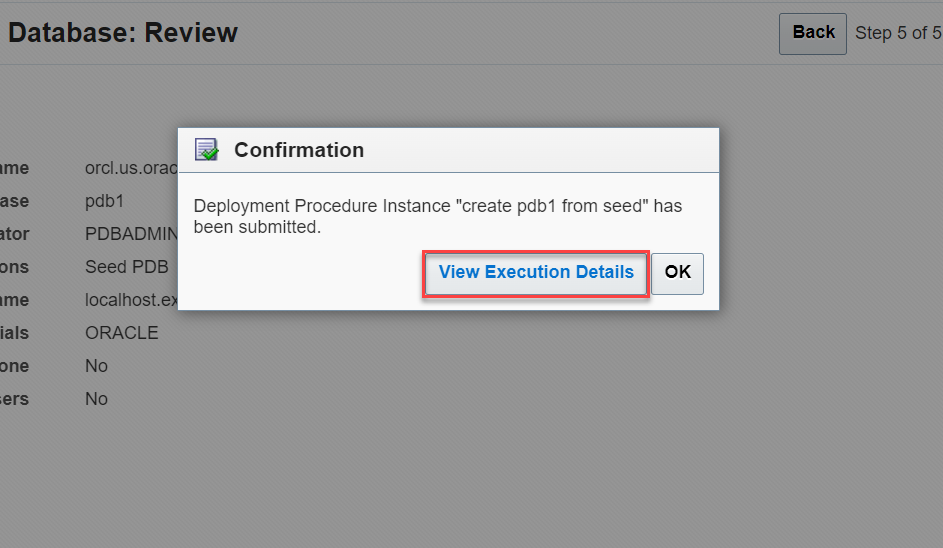 Database: Review
Back
Step 5 of 5
Confirmation
Deployment Procedure Instance "create pdb1 from seed" has
been submitted.
View Execution Details
OK
ame orcl.us.orac
ase pdb1
ator PDBADMIN
ons Seed PDB
ame localhost.ex
ials ORACLE
one No
sers No